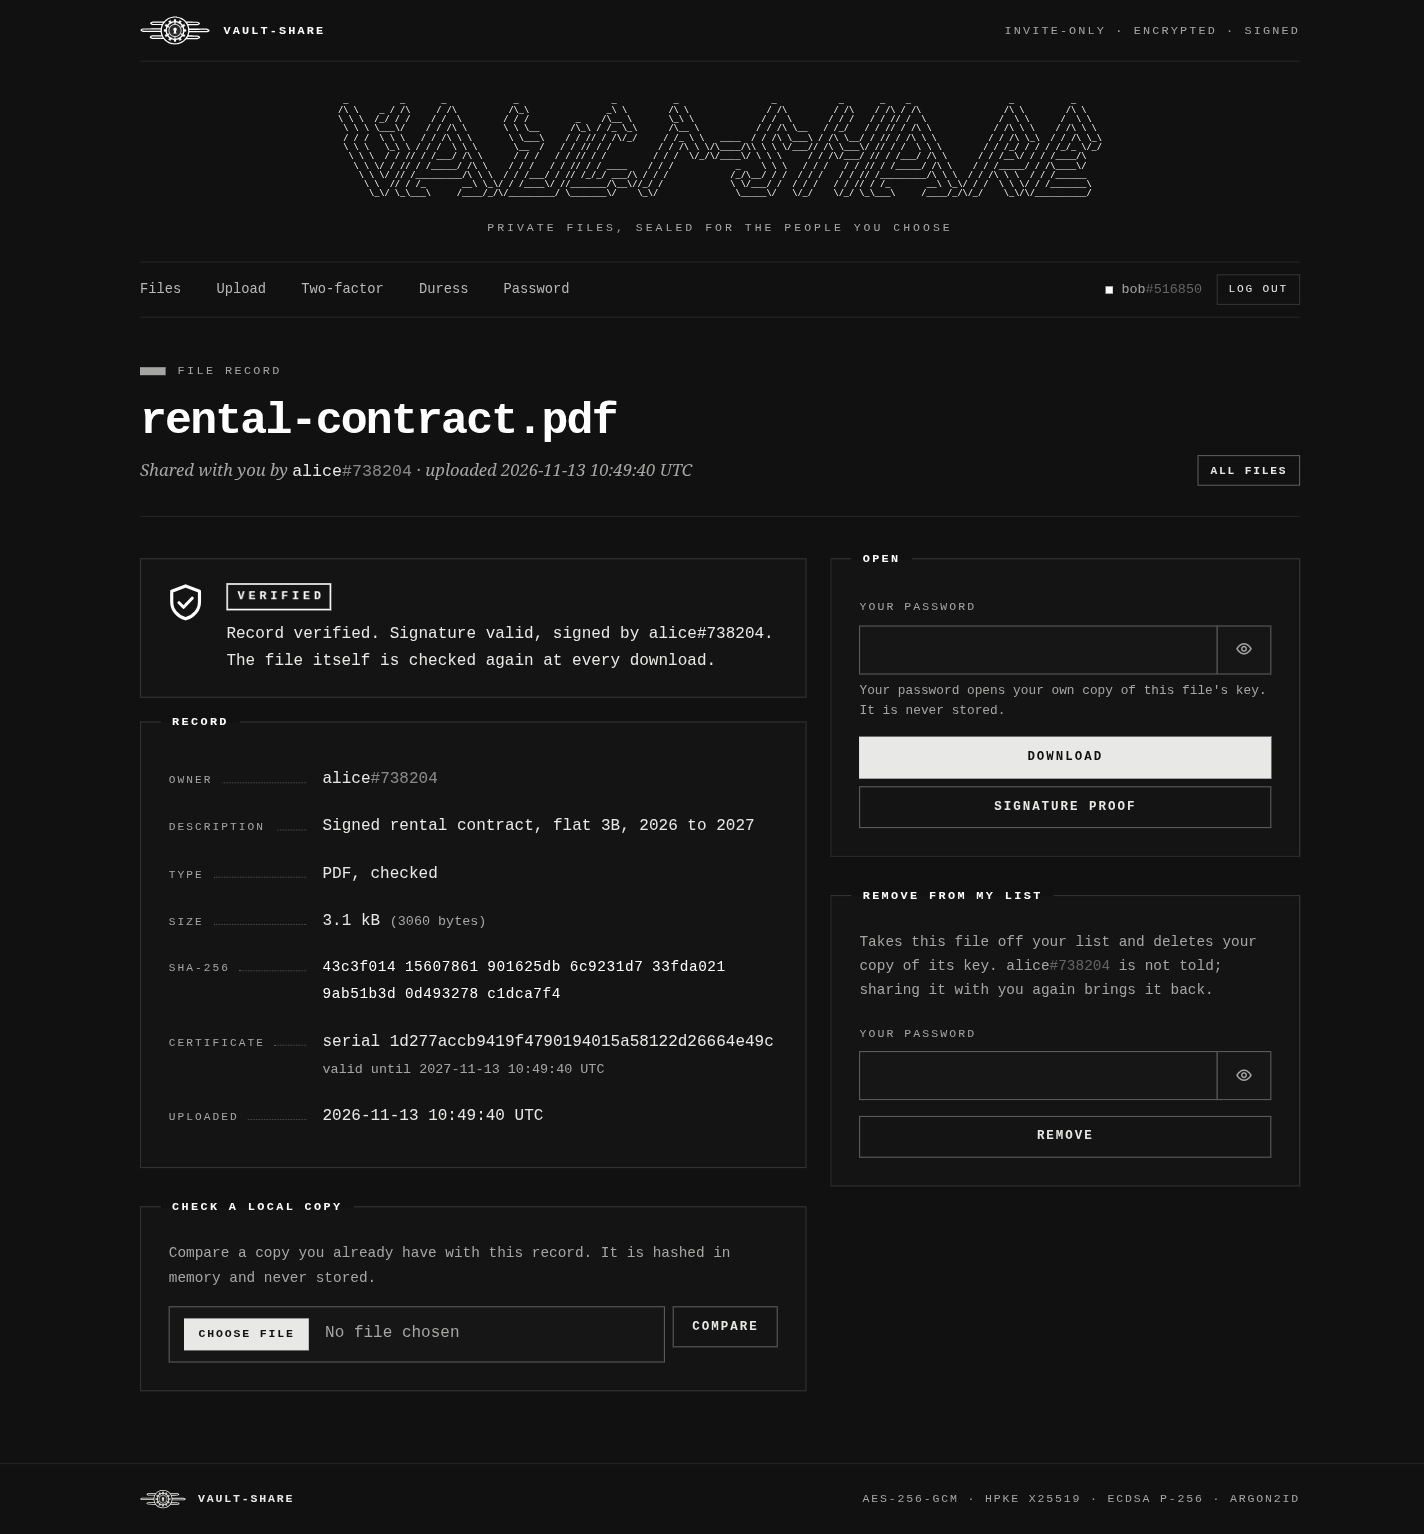 VAULT-SHARE
INVITE-ONLY · ENCRYPTED · SIGNED
VAULT-SHARE
PRIVATE FILES, SEALED FOR THE PEOPLE YOU CHOOSE
Files Upload Two-factor Duress Password
bob#516850 LOG OUT
FILE RECORD
rental-contract.pdf
Shared with you by alice#738204 · uploaded 2026-11-13 10:49:40 UTC
ALL FILES
VERIFIED
Record verified. Signature valid, signed by alice#738204.
The file itself is checked again at every download.
RECORD
OWNER alice#738204
DESCRIPTION Signed rental contract, flat 3B, 2026 to 2027
TYPE PDF, checked
SIZE 3.1 kB (3060 bytes)
SHA-256 43c3f014 15607861 901625db 6c9231d7 33fda021
9ab51b3d 0d493278 c1dca7f4
CERTIFICATE serial 1d277accb9419f4790194015a58122d26664e49c
valid until 2027-11-13 10:49:40 UTC
UPLOADED 2026-11-13 10:49:40 UTC
CHECK A LOCAL COPY
Compare a copy you already have with this record. It is hashed in
memory and never stored.
CHOOSE FILE No file chosen COMPARE
OPEN
YOUR PASSWORD
Your password opens your own copy of this file's key.
It is never stored.
DOWNLOAD
SIGNATURE PROOF
REMOVE FROM MY LIST
Takes this file off your list and deletes your
copy of its key. alice#738204 is not told;
sharing it with you again brings it back.
YOUR PASSWORD
REMOVE
VAULT-SHARE
AES-256-GCM · HPKE X25519 · ECDSA P-256 · ARGON2ID